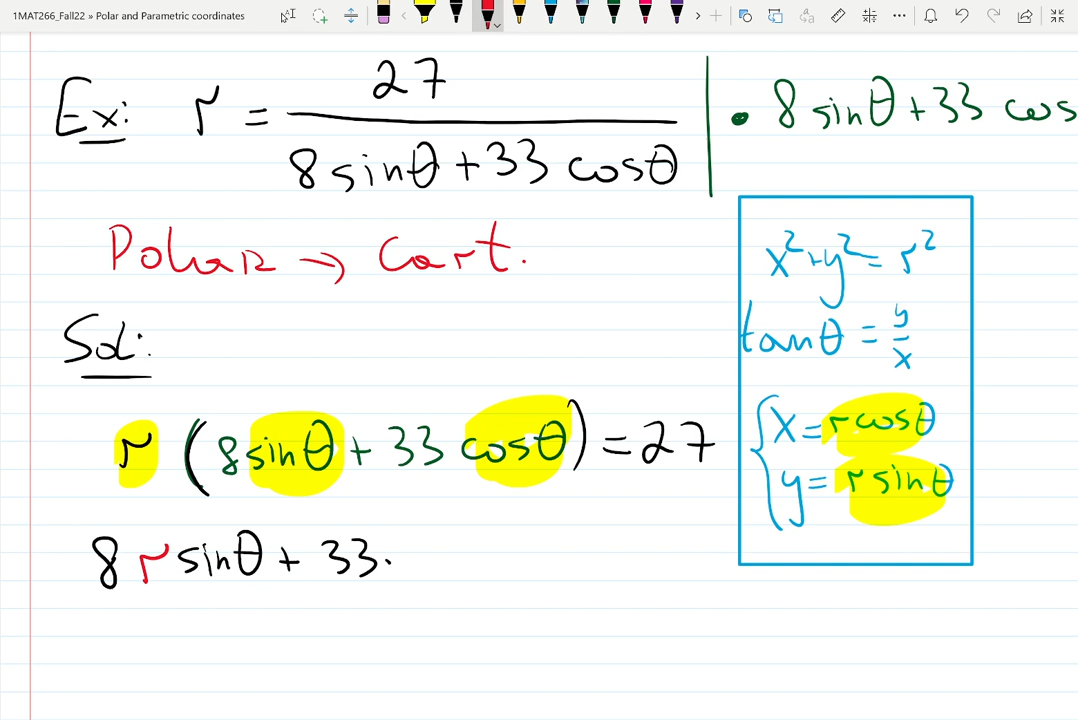 1MAT266_Fall22 » Polar and Parametric coordinates
Ex: r = 27 / (8 sinθ + 33 cosθ) | • 8 sinθ + 33 cos
Polar → Cart.
Sol:
r (8 sinθ + 33 cosθ) = 27
8 r sinθ + 33.
x² + y² = r²
tanθ = y/x
{ x = r cosθ
y = r sinθ